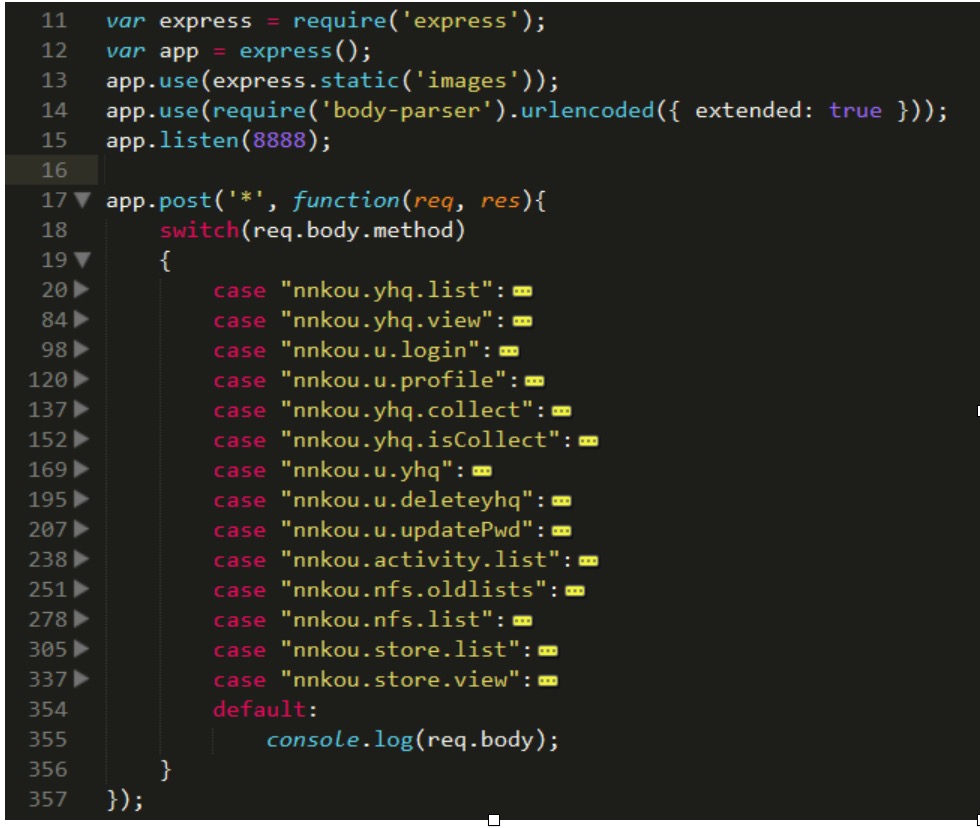 11 var express = require('express');
12 var app = express();
13 app.use(express.static('images'));
14 app.use(require('body-parser').urlencoded({ extended: true }));
15 app.listen(8888);
16
17 app.post('*', function(req, res){
18 switch(req.body.method)
19 {
20 case "nnkou.yhq.list":
84 case "nnkou.yhq.view":
98 case "nnkou.u.login":
120 case "nnkou.u.profile":
137 case "nnkou.yhq.collect":
152 case "nnkou.yhq.isCollect":
169 case "nnkou.u.yhq":
195 case "nnkou.u.deleteyhq":
207 case "nnkou.u.updatePwd":
238 case "nnkou.activity.list":
251 case "nnkou.nfs.oldlists":
278 case "nnkou.nfs.list":
305 case "nnkou.store.list":
337 case "nnkou.store.view":
354 default:
355 console.log(req.body);
356 }
357 });